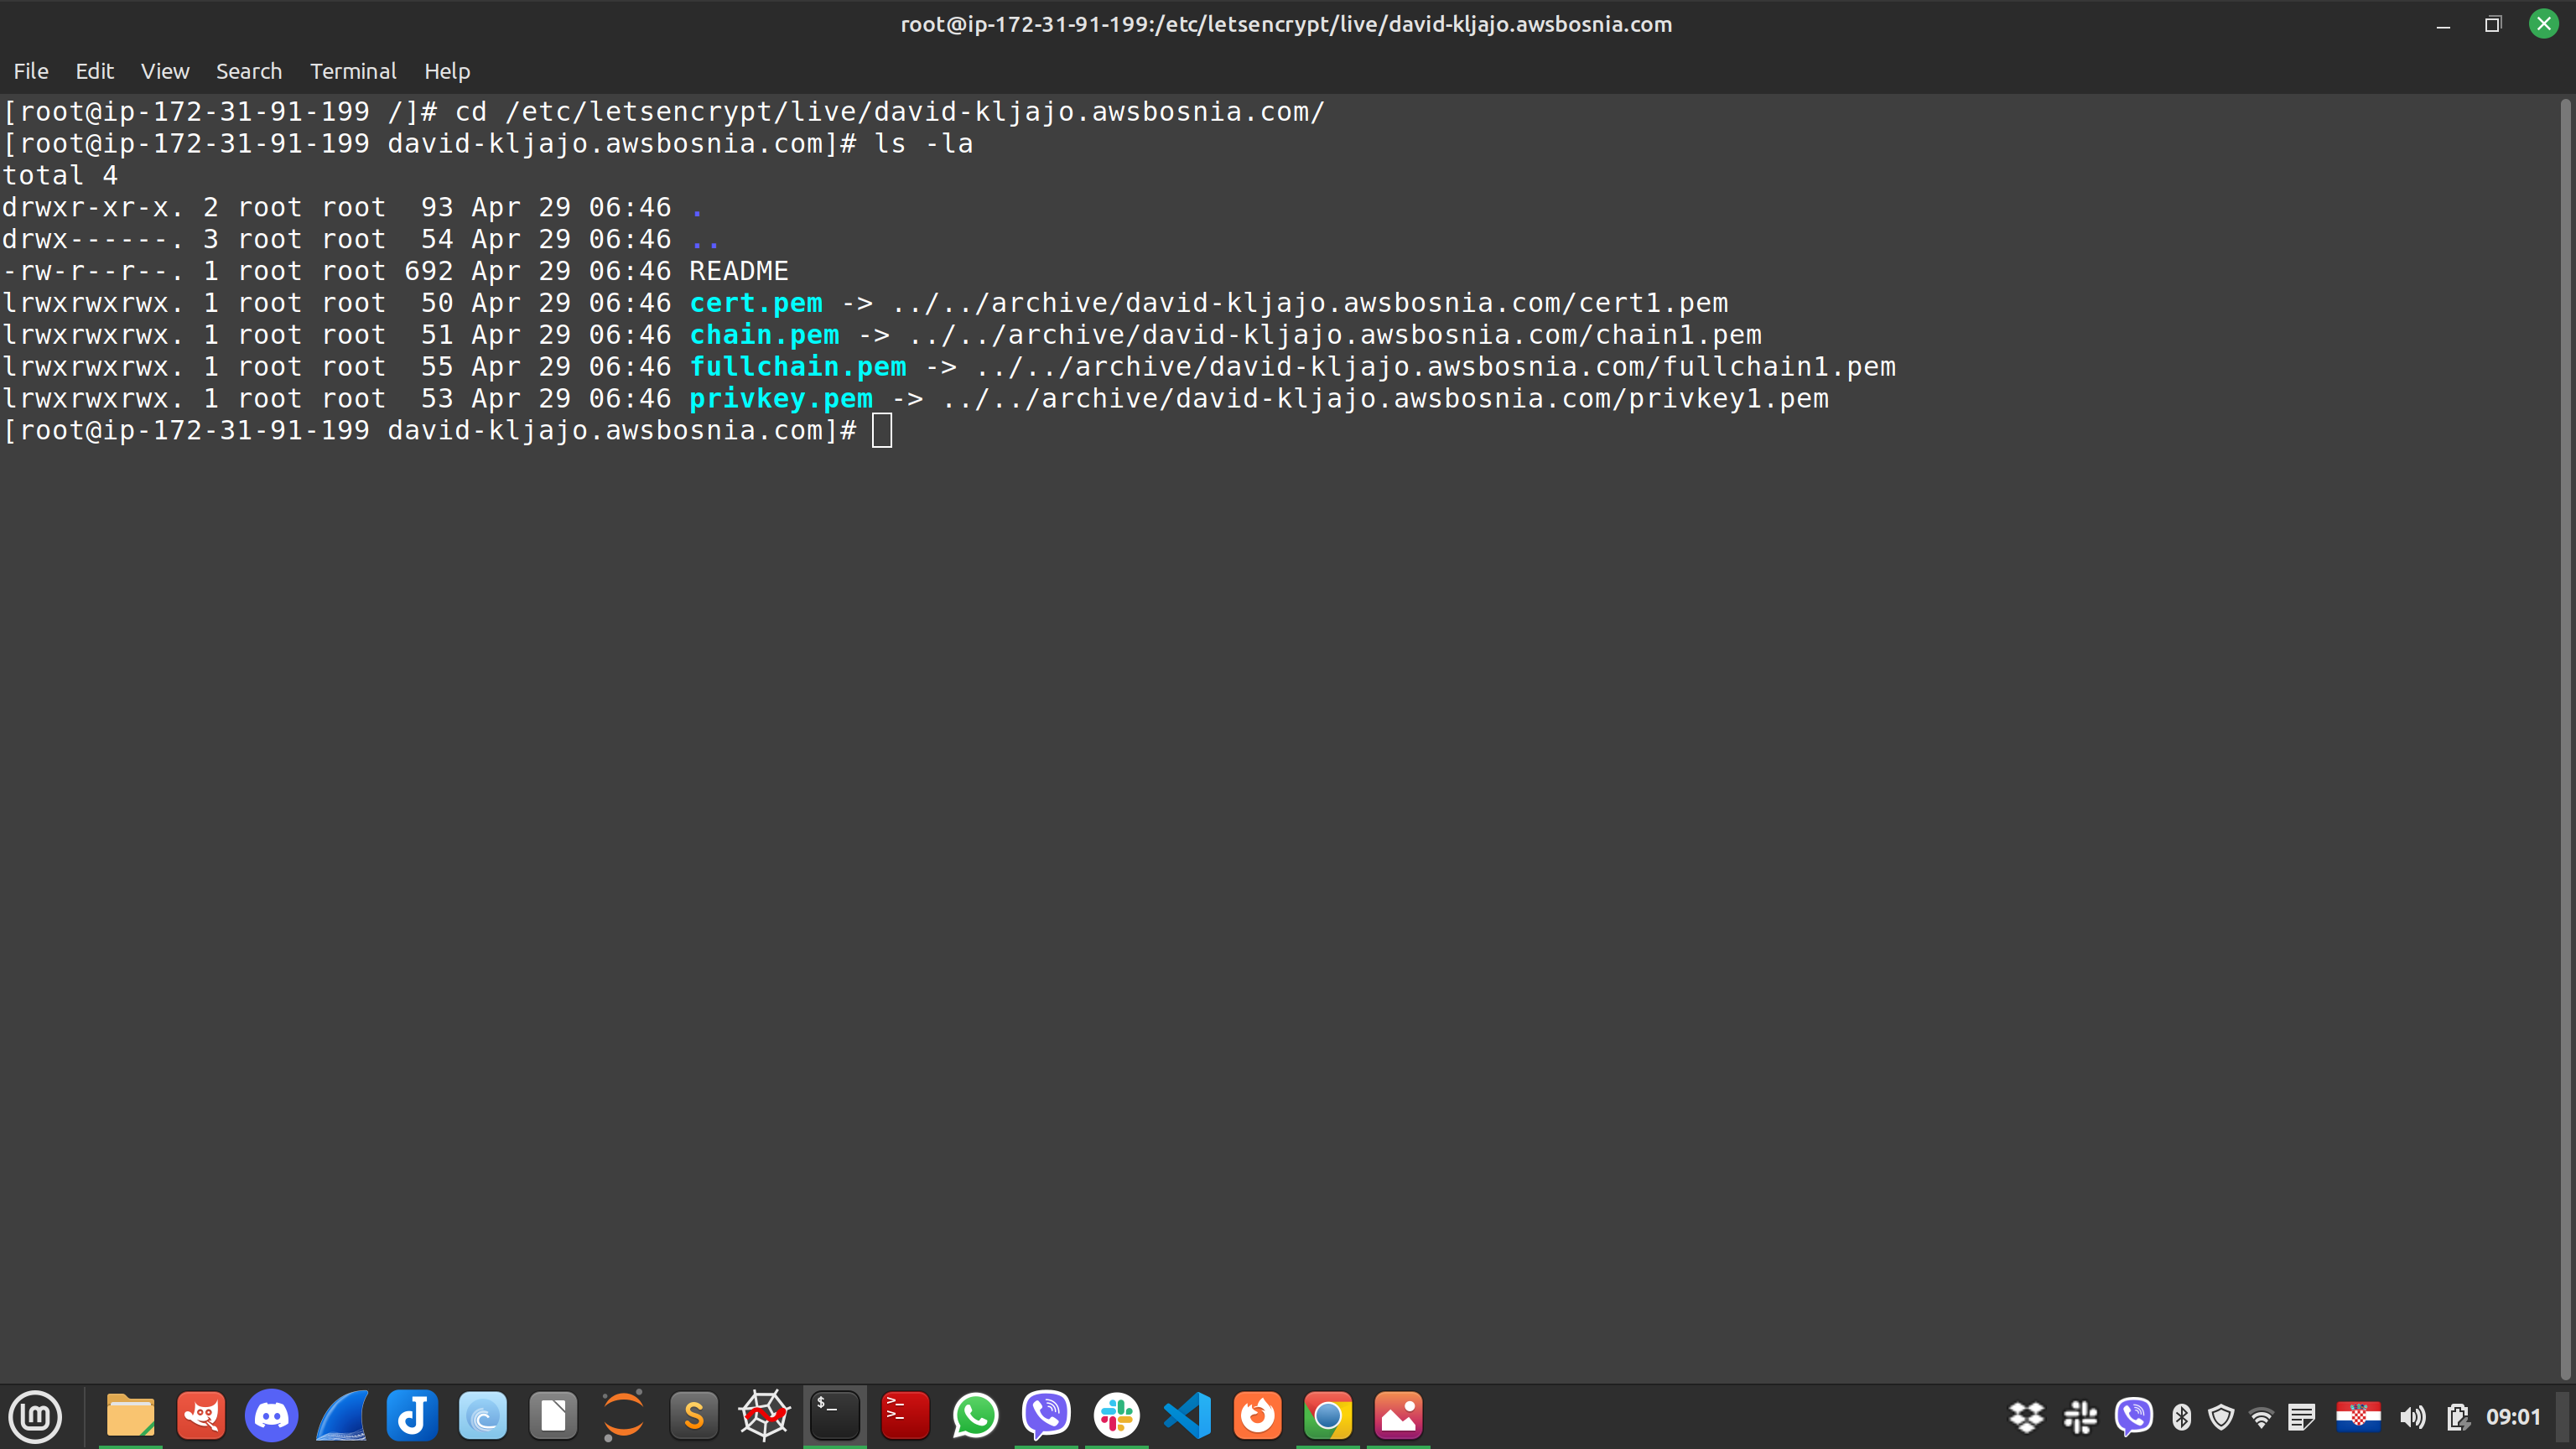 root@ip-172-31-91-199:/etc/letsencrypt/live/david-kljajo.awsbosnia.com
File Edit View Search Terminal Help
[root@ip-172-31-91-199 /]# cd /etc/letsencrypt/live/david-kljajo.awsbosnia.com/
[root@ip-172-31-91-199 david-kljajo.awsbosnia.com]# ls -la
total 4
drwxr-xr-x. 2 root root  93 Apr 29 06:46 .
drwx------. 3 root root  54 Apr 29 06:46 ..
-rw-r--r--. 1 root root 692 Apr 29 06:46 README
lrwxrwxrwx. 1 root root  50 Apr 29 06:46 cert.pem -> ../../archive/david-kljajo.awsbosnia.com/cert1.pem
lrwxrwxrwx. 1 root root  51 Apr 29 06:46 chain.pem -> ../../archive/david-kljajo.awsbosnia.com/chain1.pem
lrwxrwxrwx. 1 root root  55 Apr 29 06:46 fullchain.pem -> ../../archive/david-kljajo.awsbosnia.com/fullchain1.pem
lrwxrwxrwx. 1 root root  53 Apr 29 06:46 privkey.pem -> ../../archive/david-kljajo.awsbosnia.com/privkey1.pem
[root@ip-172-31-91-199 david-kljajo.awsbosnia.com]#
09:01